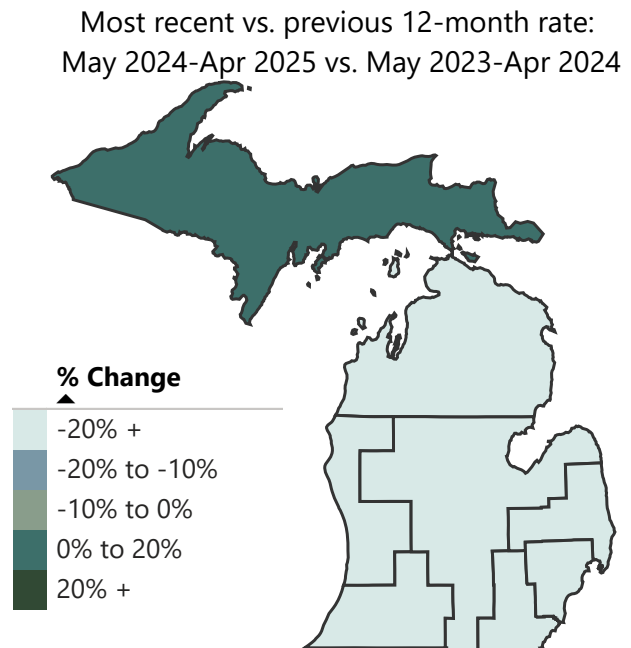 Most recent vs. previous 12-month rate:
May 2024-Apr 2025 vs. May 2023-Apr 2024
% Change
-20% +
-20% to -10%
-10% to 0%
0% to 20%
20% +